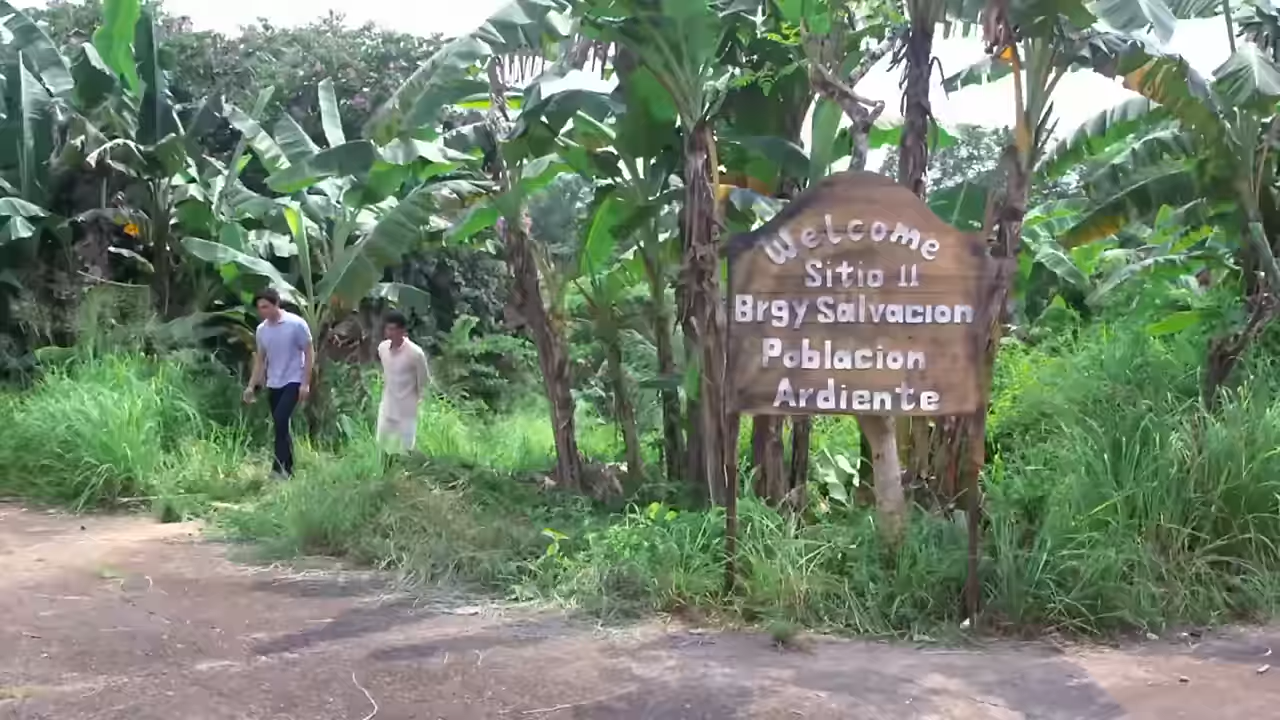 Welcome
Sitio II
Brgy Salvacion
Poblacion
Ardiente